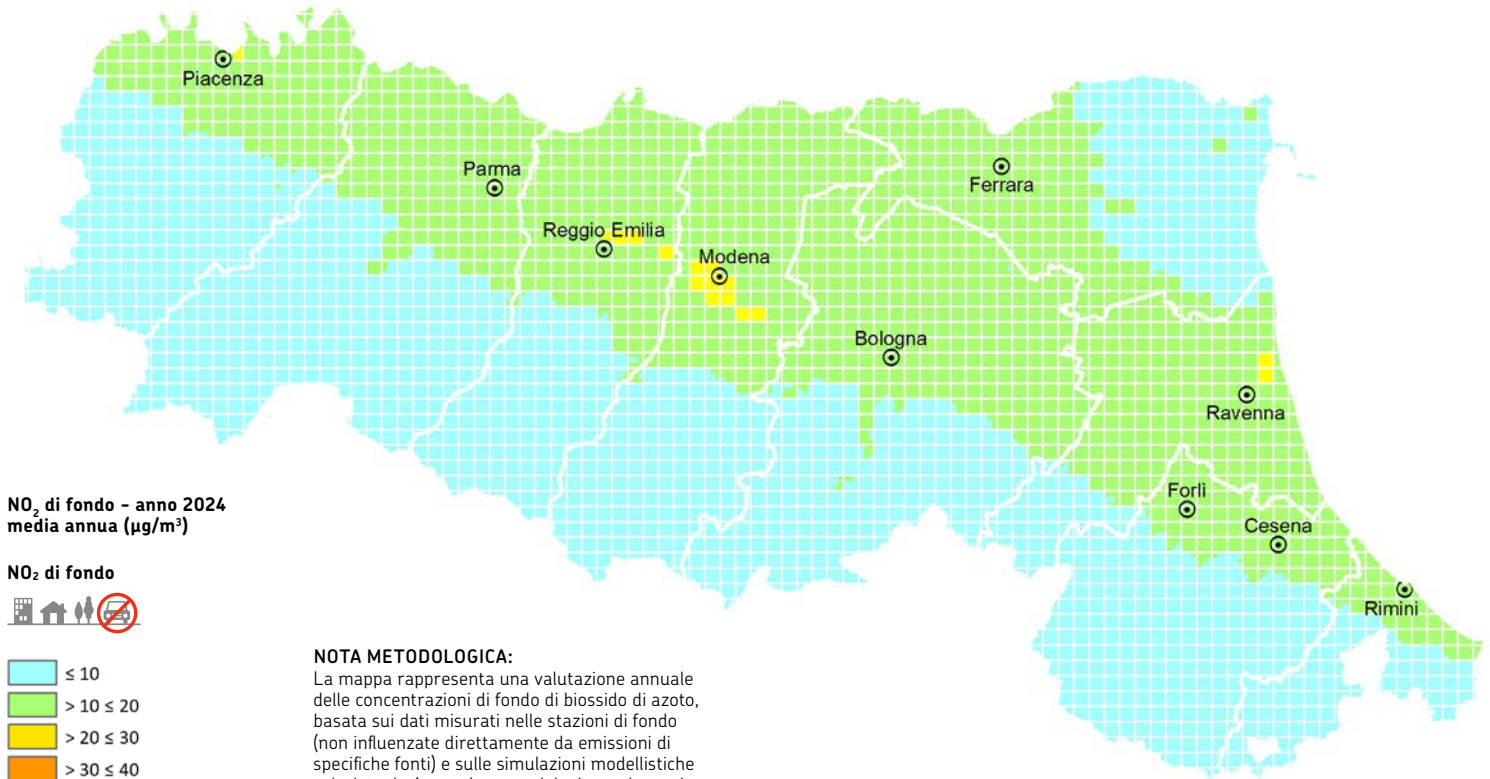 Piacenza
Parma
Ferrara
Reggio Emilia
Modena
Bologna
Ravenna
Forlì
Cesena
Rimini
NO₂ di fondo – anno 2024
media annua (µg/m³)
NO₂ di fondo
≤ 10
> 10 ≤ 20
> 20 ≤ 30
> 30 ≤ 40
NOTA METODOLOGICA:
La mappa rappresenta una valutazione annuale
delle concentrazioni di fondo di biossido di azoto,
basata sui dati misurati nelle stazioni di fondo
(non influenzate direttamente da emissioni di
specifiche fonti) e sulle simulazioni modellistiche